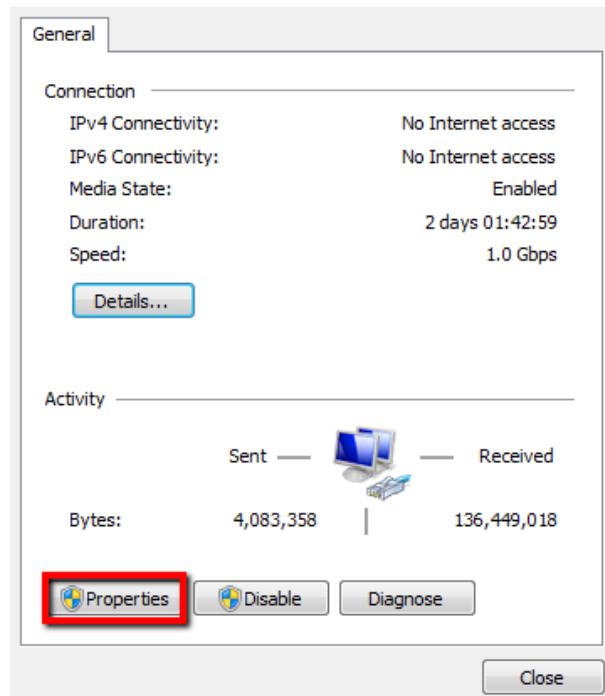 General
Connection
IPv4 Connectivity: No Internet access
IPv6 Connectivity: No Internet access
Media State: Enabled
Duration: 2 days 01:42:59
Speed: 1.0 Gbps
Details...
Activity
Sent Received
Bytes: 4,083,358 136,449,018
Properties Disable Diagnose
Close